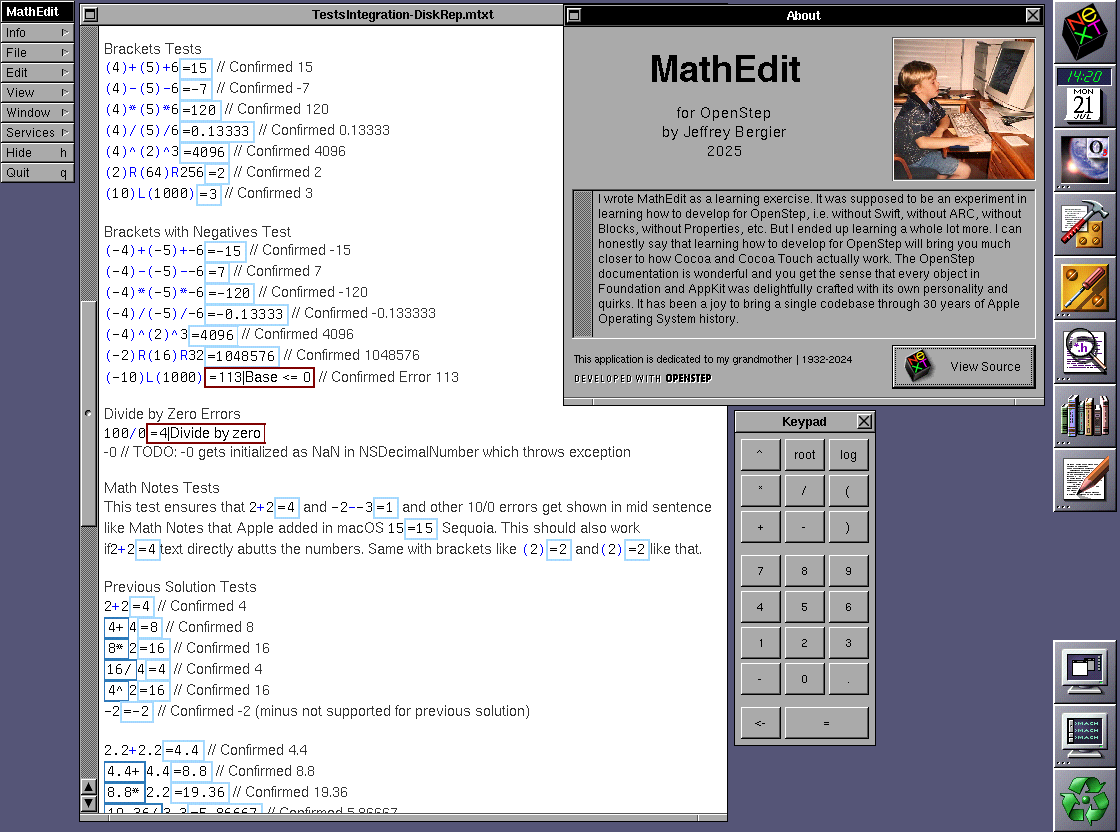 MathEdit
Info
File
Edit
View
Window
Services
Hide h
Quit q
TestsIntegration-DiskRep.mtxt
Brackets Tests
(4)+(5)+6=15 // Confirmed 15
(4)-(5)-6=-7 // Confirmed -7
(4)*(5)*6=120 // Confirmed 120
(4)/(5)/6=0.13333 // Confirmed 0.13333
(4)^(2)^3=4096 // Confirmed 4096
(2)R(64)R256=2 // Confirmed 2
(10)L(1000)=3 // Confirmed 3
Brackets with Negatives Test
(-4)+(-5)+-6=-15 // Confirmed -15
(-4)-(-5)--6=7 // Confirmed 7
(-4)*(-5)*-6=-120 // Confirmed -120
(-4)/(-5)/-6=-0.13333 // Confirmed -0.133333
(-4)^(2)^3=4096 // Confirmed 4096
(-2)R(16)R32=1048576 // Confirmed 1048576
(-10)L(1000)=113|Base <= 0 // Confirmed Error 113
Divide by Zero Errors
100/0=4|Divide by zero
-0 // TODO: -0 gets initialized as NaN in NSDecimalNumber which throws exception
Math Notes Tests
This test ensures that 2+2=4 and -2--3=1 and other 10/0 errors get shown in mid sentence
like Math Notes that Apple added in macOS 15=15 Sequoia. This should also work
if2+2=4text directly abutts the numbers. Same with brackets like (2)=2 and(2)=2like that.
Previous Solution Tests
2+2=4 // Confirmed 4
4+4=8 // Confirmed 8
8*2=16 // Confirmed 16
16/4=4 // Confirmed 4
4^2=16 // Confirmed 16
-2=-2 // Confirmed -2 (minus not supported for previous solution)
2.2+2.2=4.4 // Confirmed 4.4
4.4+4.4=8.8 // Confirmed 8.8
8.8*2.2=19.36 // Confirmed 19.36
19.36/3.3=5.86667 // Confirmed 5.86667
About
MathEdit
for OpenStep
by Jeffrey Bergier
2025
I wrote MathEdit as a learning exercise. It was supposed to be an experiment in
learning how to develop for OpenStep, i.e. without Swift, without ARC, without
Blocks, without Properties, etc. But I ended up learning a whole lot more. I can
honestly say that learning how to develop for OpenStep will bring you much
closer to how Cocoa and Cocoa Touch actually work. The OpenStep
documentation is wonderful and you get the sense that every object in
Foundation and AppKit was delightfully crafted with its own personality and
quirks. It has been a joy to bring a single codebase through 30 years of Apple
Operating System history.
This application is dedicated to my grandmother | 1932-2024
DEVELOPED WITH OPENSTEP
View Source
Keypad
^ root log
* / (
+ - )
7 8 9
4 5 6
1 2 3
- 0 .
<- =
NeXT
14:20
MON
21
JUL
*.h
MACH
MACH
MACH